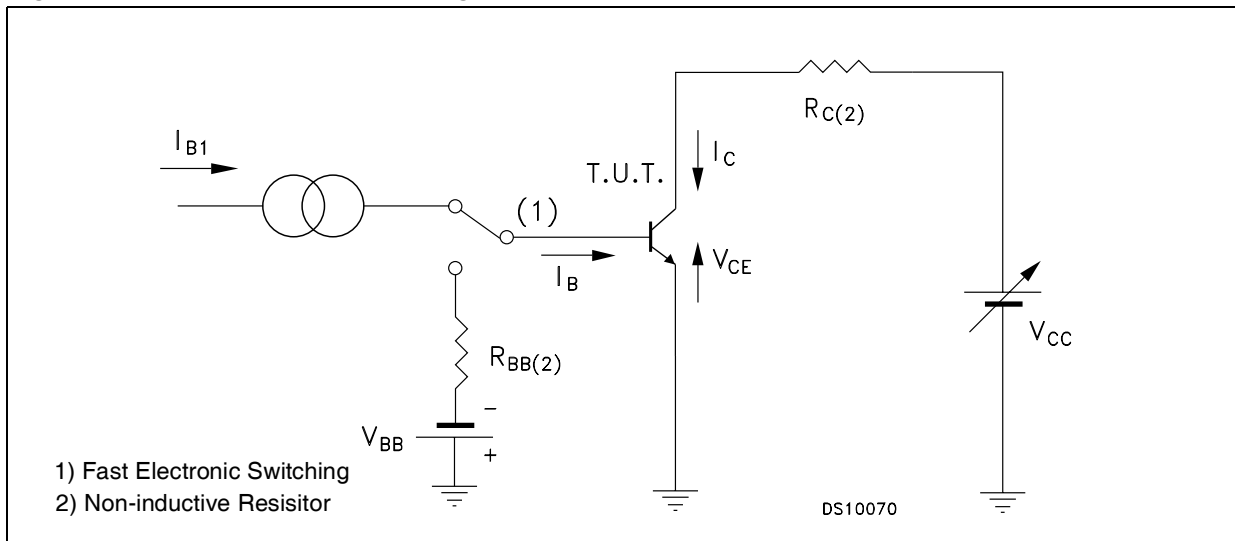 I_B1
(1)
I_B
R_BB(2)
V_BB
−
+
T.U.T.
I_C
V_CE
R_C(2)
V_CC
1) Fast Electronic Switching
2) Non-inductive Resisitor
DS10070